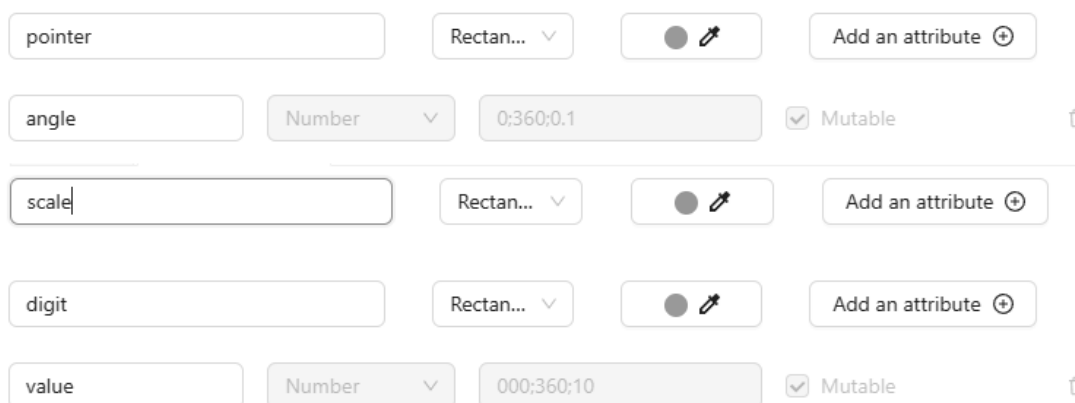 pointer Rectan... Add an attribute
angle Number 0;360;0.1 Mutable
scale Rectan... Add an attribute
digit Rectan... Add an attribute
value Number 000;360;10 Mutable